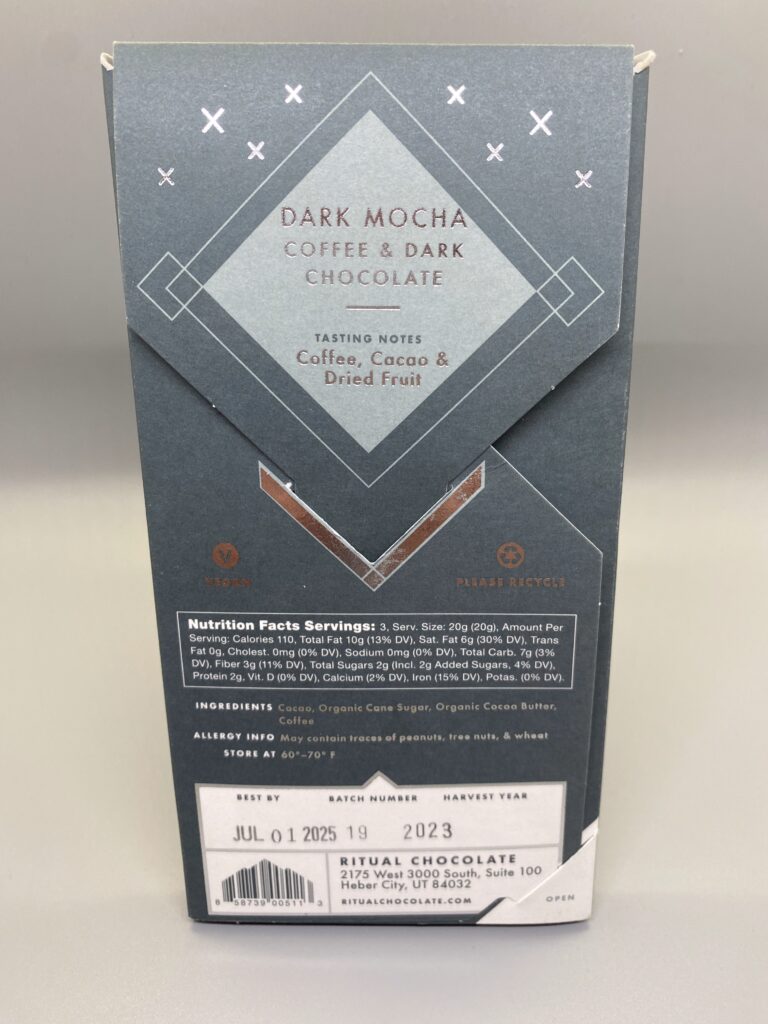 DARK MOCHA
COFFEE & DARK
CHOCOLATE
TASTING NOTES
Coffee, Cacao &
Dried Fruit
V
VEGAN
PLEASE RECYCLE
Nutrition Facts Servings: 3, Serv. Size: 20g (20g), Amount Per
Serving: Calories 110, Total Fat 10g (13% DV), Sat. Fat 6g (30% DV), Trans
Fat 0g, Cholest. 0mg (0% DV), Sodium 0mg (0% DV), Total Carb. 7g (3%
DV), Fiber 3g (11% DV), Total Sugars 2g (Incl. 2g Added Sugars, 4% DV),
Protein 2g, Vit. D (0% DV), Calcium (2% DV), Iron (15% DV), Potas. (0% DV).
INGREDIENTS Cacao, Organic Cane Sugar, Organic Cocoa Butter,
Coffee
ALLERGY INFO May contain traces of peanuts, tree nuts, & wheat
STORE AT 60°–70° F
BEST BY BATCH NUMBER HARVEST YEAR
JUL 01 2025 19 2023
8 58739 00511 3
RITUAL CHOCOLATE
2175 West 3000 South, Suite 100
Heber City, UT 84032
RITUALCHOCOLATE.COM
OPEN